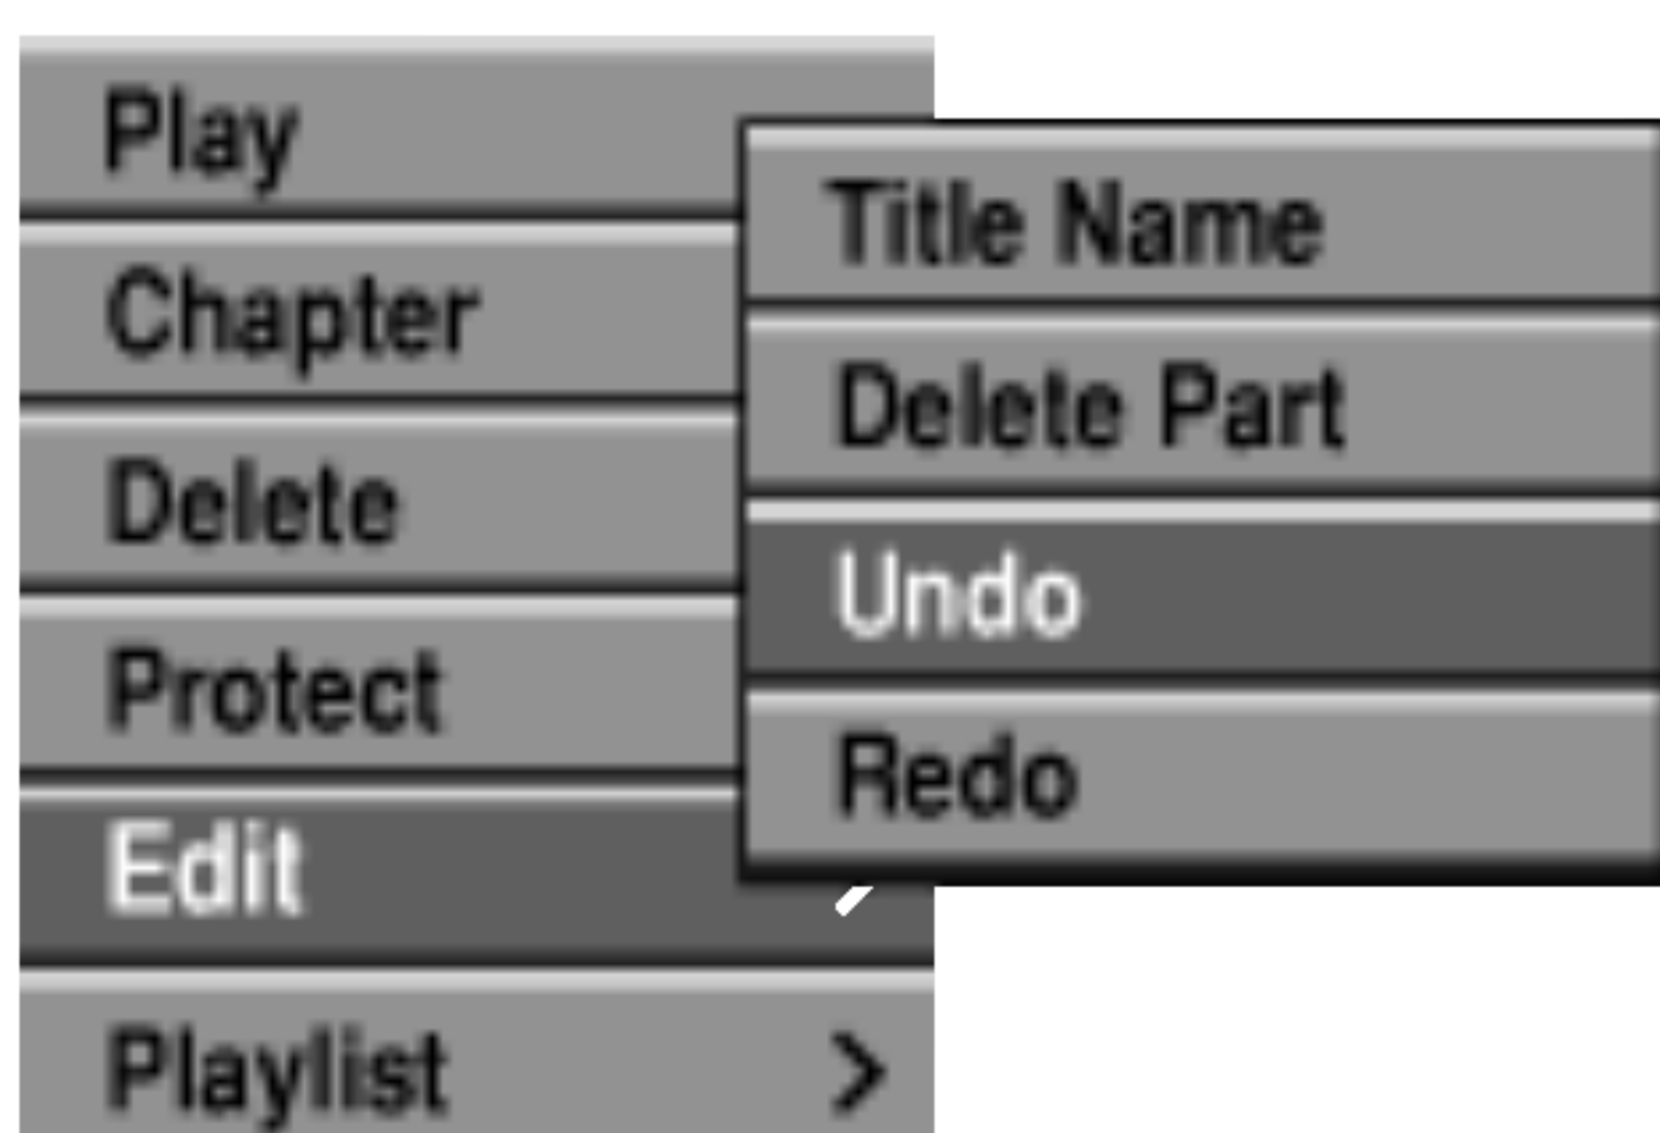 Play
Chapter
Delete
Protect
Edit
Playlist
Title Name
Delete Part
Undo
Redo